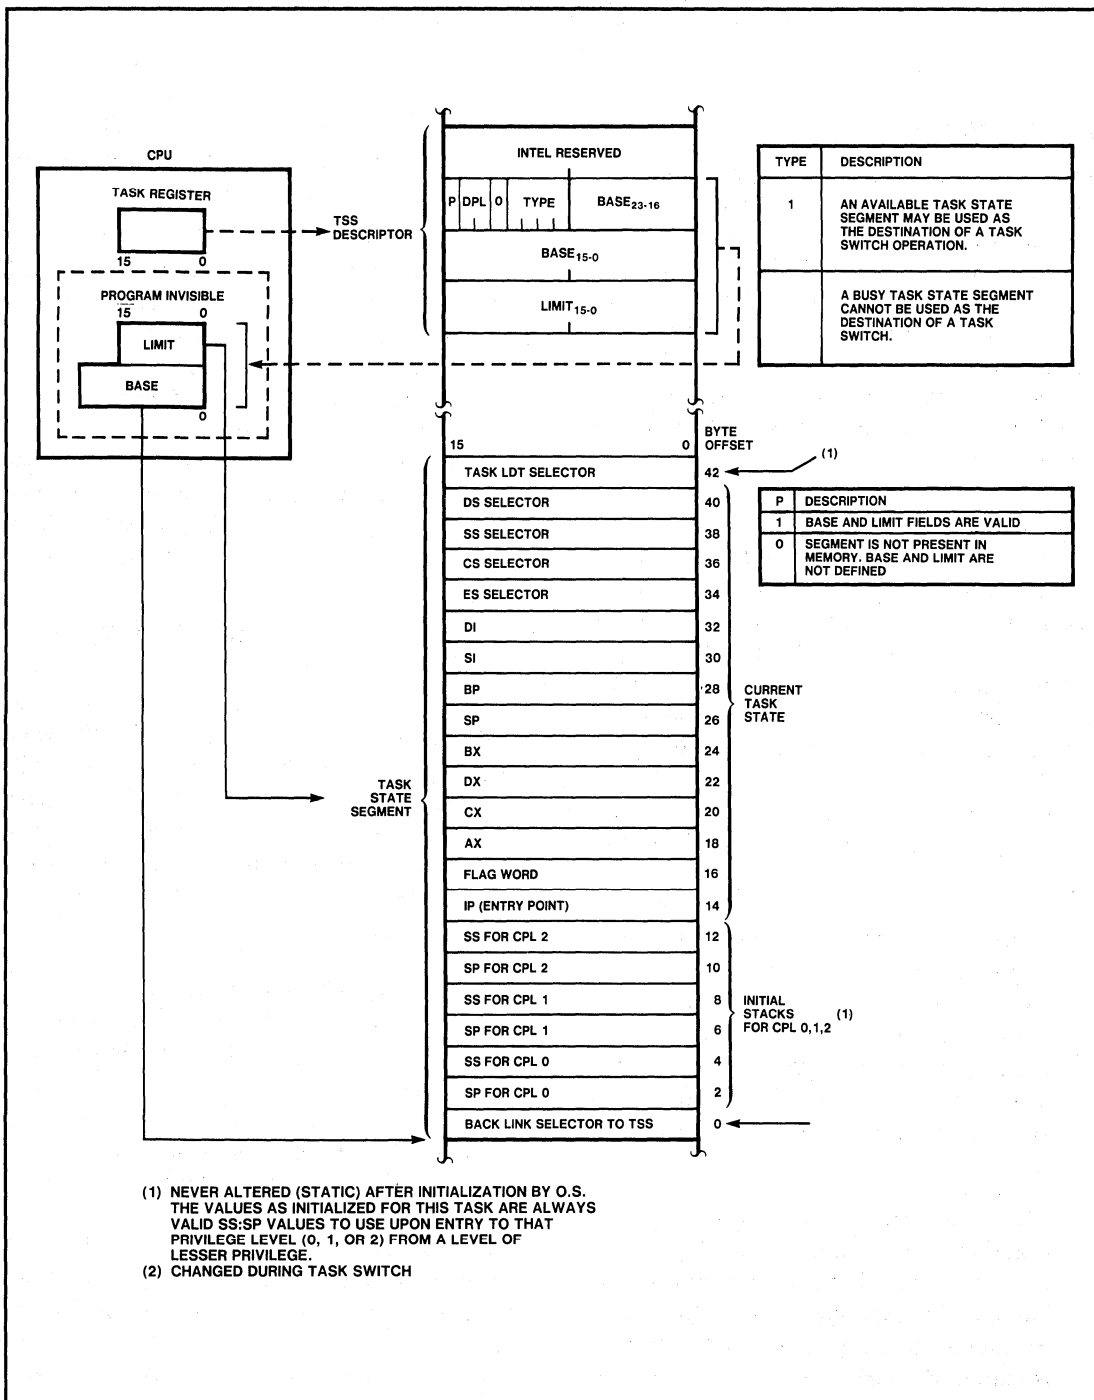 CPU
TASK REGISTER
15 0
PROGRAM INVISIBLE
15 0
LIMIT
BASE
0
TSS
DESCRIPTOR
INTEL RESERVED
P DPL 0 TYPE BASE23-16
BASE15-0
LIMIT15-0
TYPE DESCRIPTION
1 AN AVAILABLE TASK STATE
SEGMENT MAY BE USED AS
THE DESTINATION OF A TASK
SWITCH OPERATION.
A BUSY TASK STATE SEGMENT
CANNOT BE USED AS THE
DESTINATION OF A TASK
SWITCH.
15 0
BYTE
OFFSET
TASK LDT SELECTOR 42
(1)
DS SELECTOR 40
SS SELECTOR 38
CS SELECTOR 36
ES SELECTOR 34
DI 32
SI 30
BP 28
SP 26
BX 24
DX 22
CX 20
AX 18
FLAG WORD 16
IP (ENTRY POINT) 14
SS FOR CPL 2 12
SP FOR CPL 2 10
SS FOR CPL 1 8
SP FOR CPL 1 6
SS FOR CPL 0 4
SP FOR CPL 0 2
BACK LINK SELECTOR TO TSS 0
P DESCRIPTION
1 BASE AND LIMIT FIELDS ARE VALID
0 SEGMENT IS NOT PRESENT IN
MEMORY. BASE AND LIMIT ARE
NOT DEFINED
CURRENT
TASK
STATE
TASK
STATE
SEGMENT
INITIAL
STACKS (1)
FOR CPL 0,1,2
(1) NEVER ALTERED (STATIC) AFTER INITIALIZATION BY O.S.
THE VALUES AS INITIALIZED FOR THIS TASK ARE ALWAYS
VALID SS:SP VALUES TO USE UPON ENTRY TO THAT
PRIVILEGE LEVEL (0, 1, OR 2) FROM A LEVEL OF
LESSER PRIVILEGE.
(2) CHANGED DURING TASK SWITCH